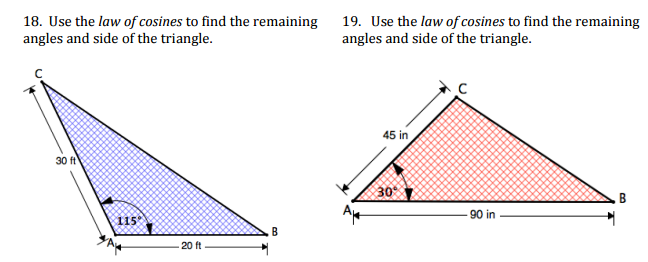 18. Use the law of cosines to find the remaining
angles and side of the triangle.
C
30 ft
115°
A
B
20 ft
19. Use the law of cosines to find the remaining
angles and side of the triangle.
C
45 in
30°
A
B
90 in